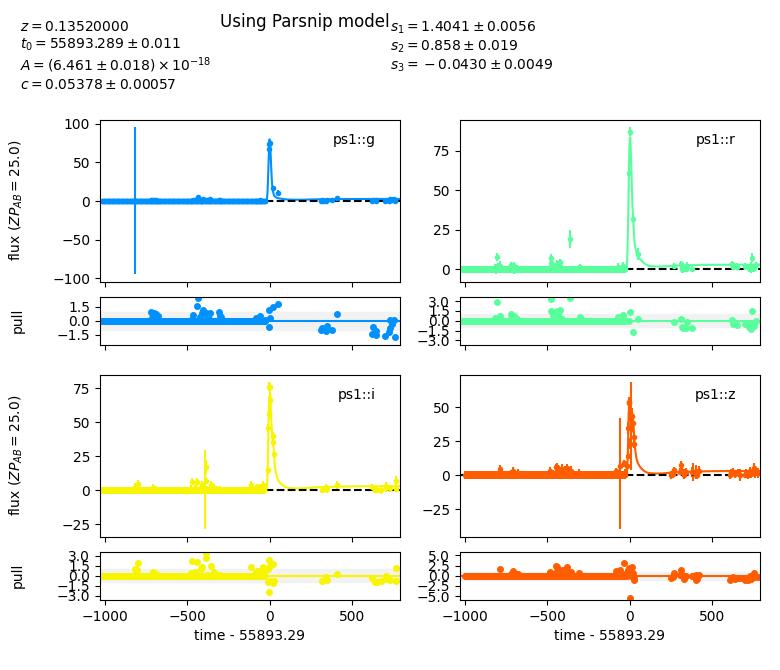 Using Parsnip model
z = 0.13520000
t₀ = 55893.289 ± 0.011
A = (6.461 ± 0.018) × 10⁻¹⁸
c = 0.05378 ± 0.00057
s₁ = 1.4041 ± 0.0056
s₂ = 0.858 ± 0.019
s₃ = −0.0430 ± 0.0049
flux (ZP_AB = 25.0)
100
50
0
−50
−100
ps1::g
75
50
25
0
ps1::r
pull
1.5
0.0
−1.5
3.0
1.5
0.0
−1.5
−3.0
flux (ZP_AB = 25.0)
75
50
25
0
−25
ps1::i
50
25
0
−25
ps1::z
pull
3.0
1.5
0.0
−1.5
−3.0
5.0
2.5
0.0
−2.5
−5.0
−1000
−500
0
500
−1000
−500
0
500
time - 55893.29
time - 55893.29